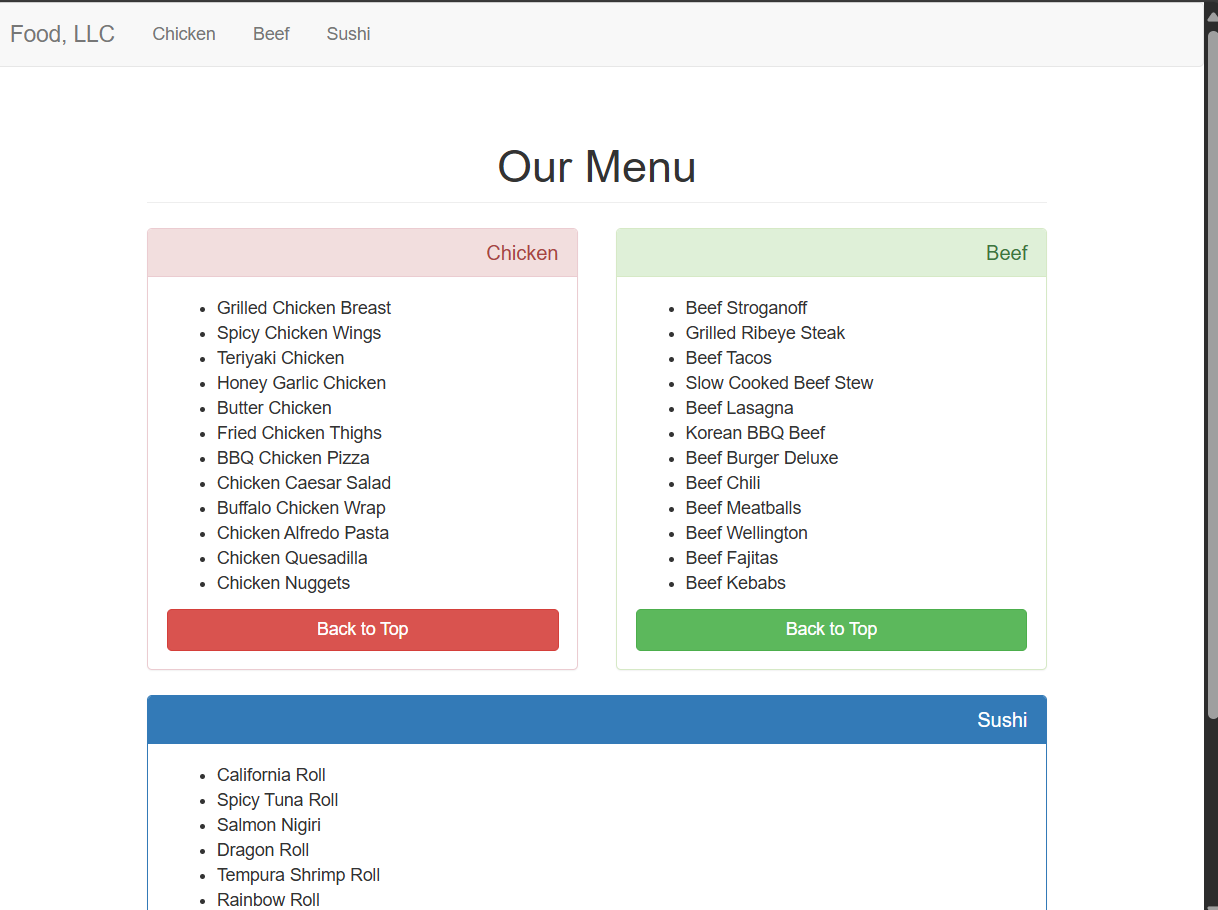 Food, LLC Chicken Beef Sushi
Our Menu
Chicken
Grilled Chicken Breast
Spicy Chicken Wings
Teriyaki Chicken
Honey Garlic Chicken
Butter Chicken
Fried Chicken Thighs
BBQ Chicken Pizza
Chicken Caesar Salad
Buffalo Chicken Wrap
Chicken Alfredo Pasta
Chicken Quesadilla
Chicken Nuggets
Back to Top
Beef
Beef Stroganoff
Grilled Ribeye Steak
Beef Tacos
Slow Cooked Beef Stew
Beef Lasagna
Korean BBQ Beef
Beef Burger Deluxe
Beef Chili
Beef Meatballs
Beef Wellington
Beef Fajitas
Beef Kebabs
Back to Top
Sushi
California Roll
Spicy Tuna Roll
Salmon Nigiri
Dragon Roll
Tempura Shrimp Roll
Rainbow Roll